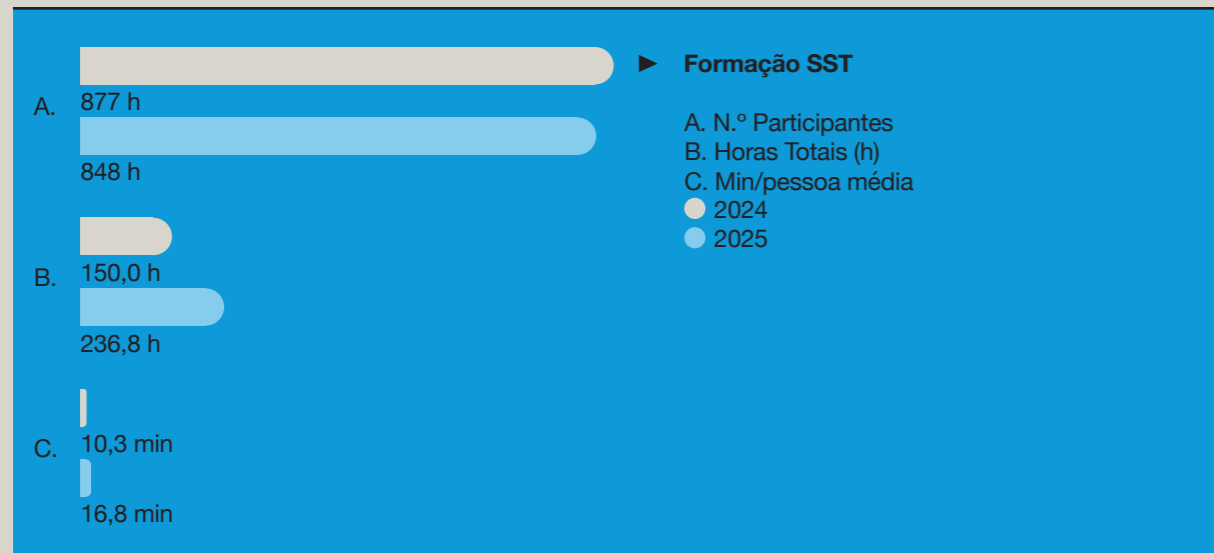 A.
877 h
848 h
B.
150,0 h
236,8 h
C.
10,3 min
16,8 min
► Formação SST
A. N.º Participantes
B. Horas Totais (h)
C. Min/pessoa média
2024
2025